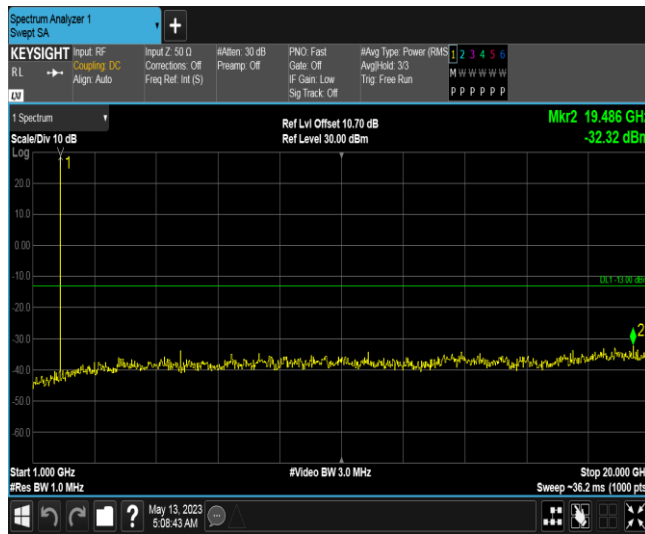 Spectrum Analyzer 1
Swept SA
+
KEYSIGHT Input: RF Input Z: 50 Ω #Atten: 30 dB PNO: Fast #Avg Type: Power (RMS 1 2 3 4 5 6
RL Coupling: DC Corrections: Off Preamp: Off Gate: Off Avg|Hold: 3/3 M W W W W W
Align: Auto Freq Ref: Int (S) IF Gain: Low Trig: Free Run
LXI Sig Track: Off P P P P P P
1 Spectrum Ref Lvl Offset 10.70 dB Mkr2 19.486 GH
Scale/Div 10 dB Ref Level 30.00 dBm -32.32 dBm
Log
1
20.0
10.0
0.00
-10.0 DL1 -13.00 dB
-20.0
-30.0 2
-40.0
-50.0
-60.0
Start 1.000 GHz #Video BW 3.0 MHz Stop 20.000 GH
#Res BW 1.0 MHz Sweep ~36.2 ms (1000 pts
? May 13, 2023
5:08:43 AM